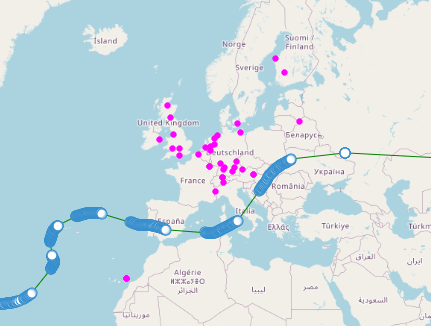 Ísland
Norge
Suomi /
Finland
Sverige
United Kingdom
Беларусь
Deutschland
France
Україна
România
España
Italia
Ελλάς
Türkiye
Algérie
ⵍⵣⵣⴰⵢⴻⵔ
الجزائر
ليبيا
مصر
العراق
ایران
السعودية
موريتانيا